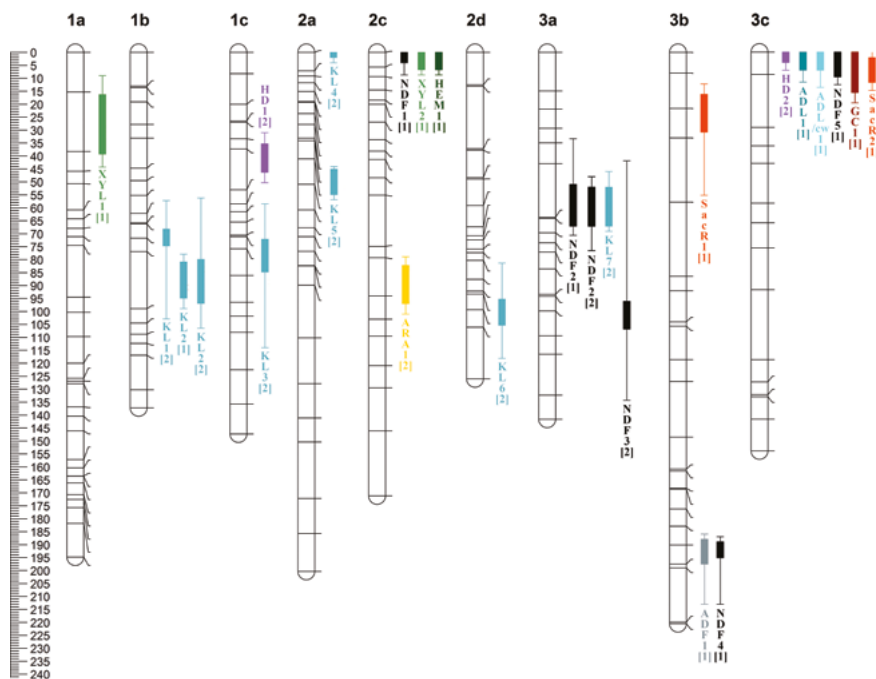 1a 1b 1c 2a 2c 2d 3a 3b 3c
0
5
10
15
20
25
30
35
40
45
50
55
60
65
70
75
80
85
90
95
100
105
110
115
120
125
130
135
140
145
150
155
160
165
170
175
180
185
190
195
200
205
210
215
220
225
230
235
240
XYL1 [1]
KL1 [2]
KL2 [1]
KL2 [2]
HD1 [2]
KL3 [2]
KL4 [2]
KL5 [2]
NDF1 [1]
XYL2 [1]
HEM1 [1]
ARA1 [2]
KL6 [2]
NDF2 [1]
NDF2 [2]
KL7 [2]
NDF3 [2]
SacR1 [1]
ADF1 [1]
NDF4 [1]
HD2 [2]
ADL1 [1]
ADL/cw1 [1]
NDF5 [1]
GC1 [1]
SacR2 [1]